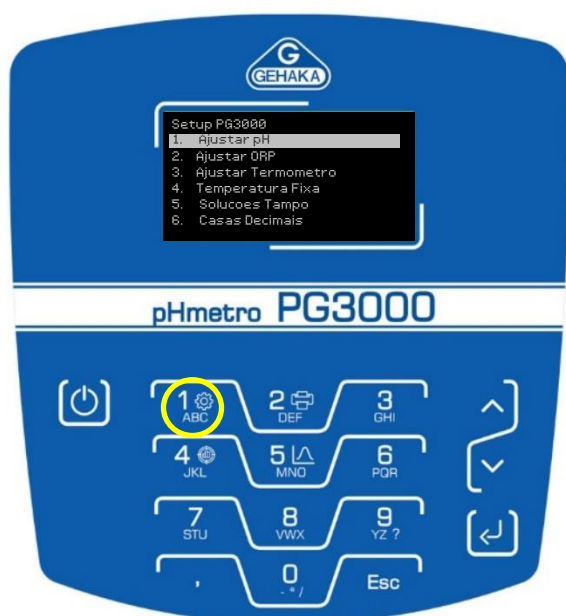 G
GEHAKA
Setup PG3000
1. Ajustar pH
2. Ajustar ORP
3. Ajustar Termometro
4. Temperatura Fixa
5. Solucoes Tampo
6. Casas Decimais
pHmetro PG3000
1 ABC
2 DEF
3 GHI
4 JKL
5 MNO
6 PQR
7 STU
8 VWX
9 YZ ?
,
0 - * /
Esc